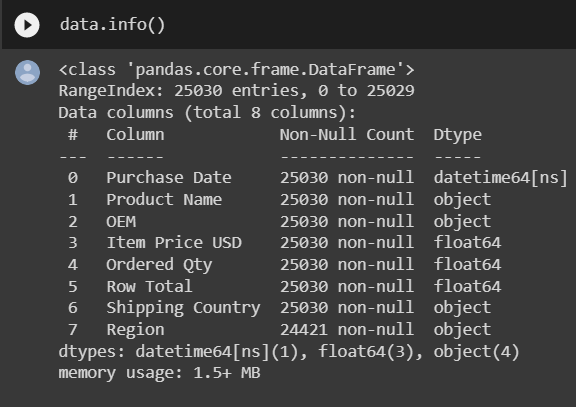 data.info()
<class 'pandas.core.frame.DataFrame'>
RangeIndex: 25030 entries, 0 to 25029
Data columns (total 8 columns):
 #   Column            Non-Null Count  Dtype
---  ------            --------------  -----
 0   Purchase Date     25030 non-null  datetime64[ns]
 1   Product Name      25030 non-null  object
 2   OEM               25030 non-null  object
 3   Item Price USD    25030 non-null  float64
 4   Ordered Qty       25030 non-null  float64
 5   Row Total         25030 non-null  float64
 6   Shipping Country  25030 non-null  object
 7   Region            24421 non-null  object
dtypes: datetime64[ns](1), float64(3), object(4)
memory usage: 1.5+ MB